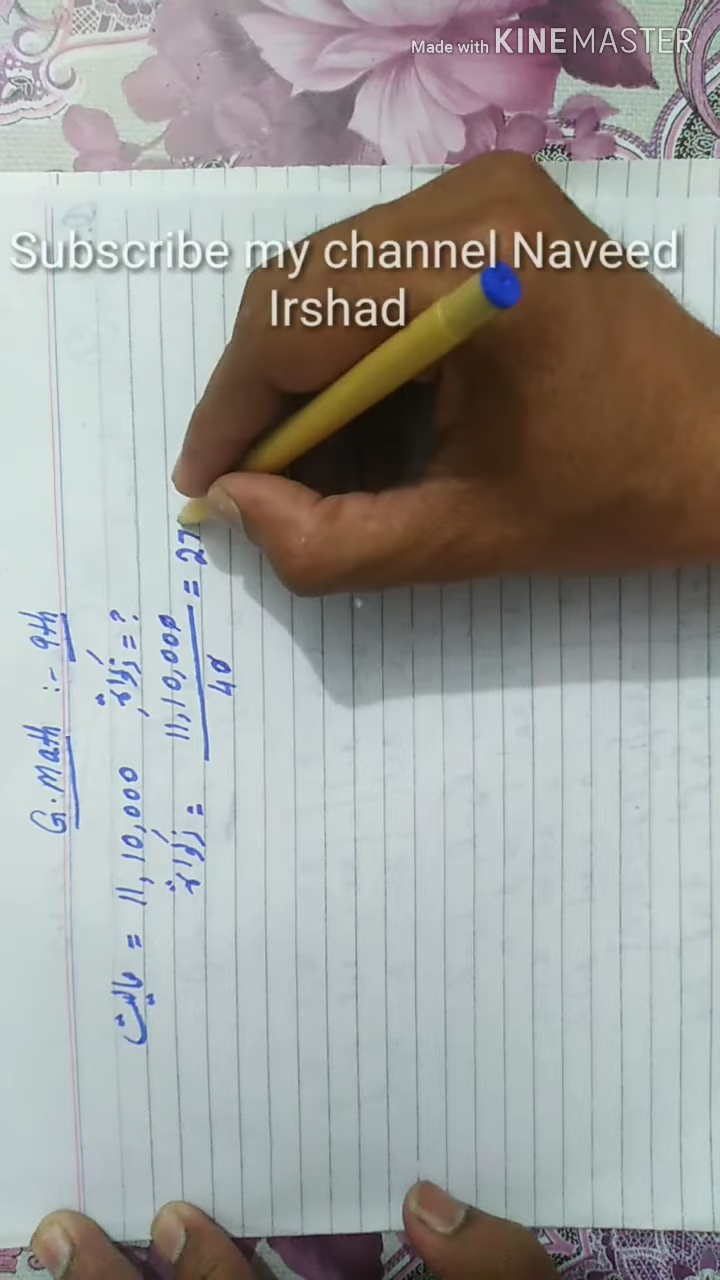 Made with KINEMASTER
Subscribe my channel Naveed
Irshad
G. Math :- 9th
مالیت = 11,10,000 , زکوٰۃ = ?
زکوٰۃ = 11,10,000 / 40 = 27